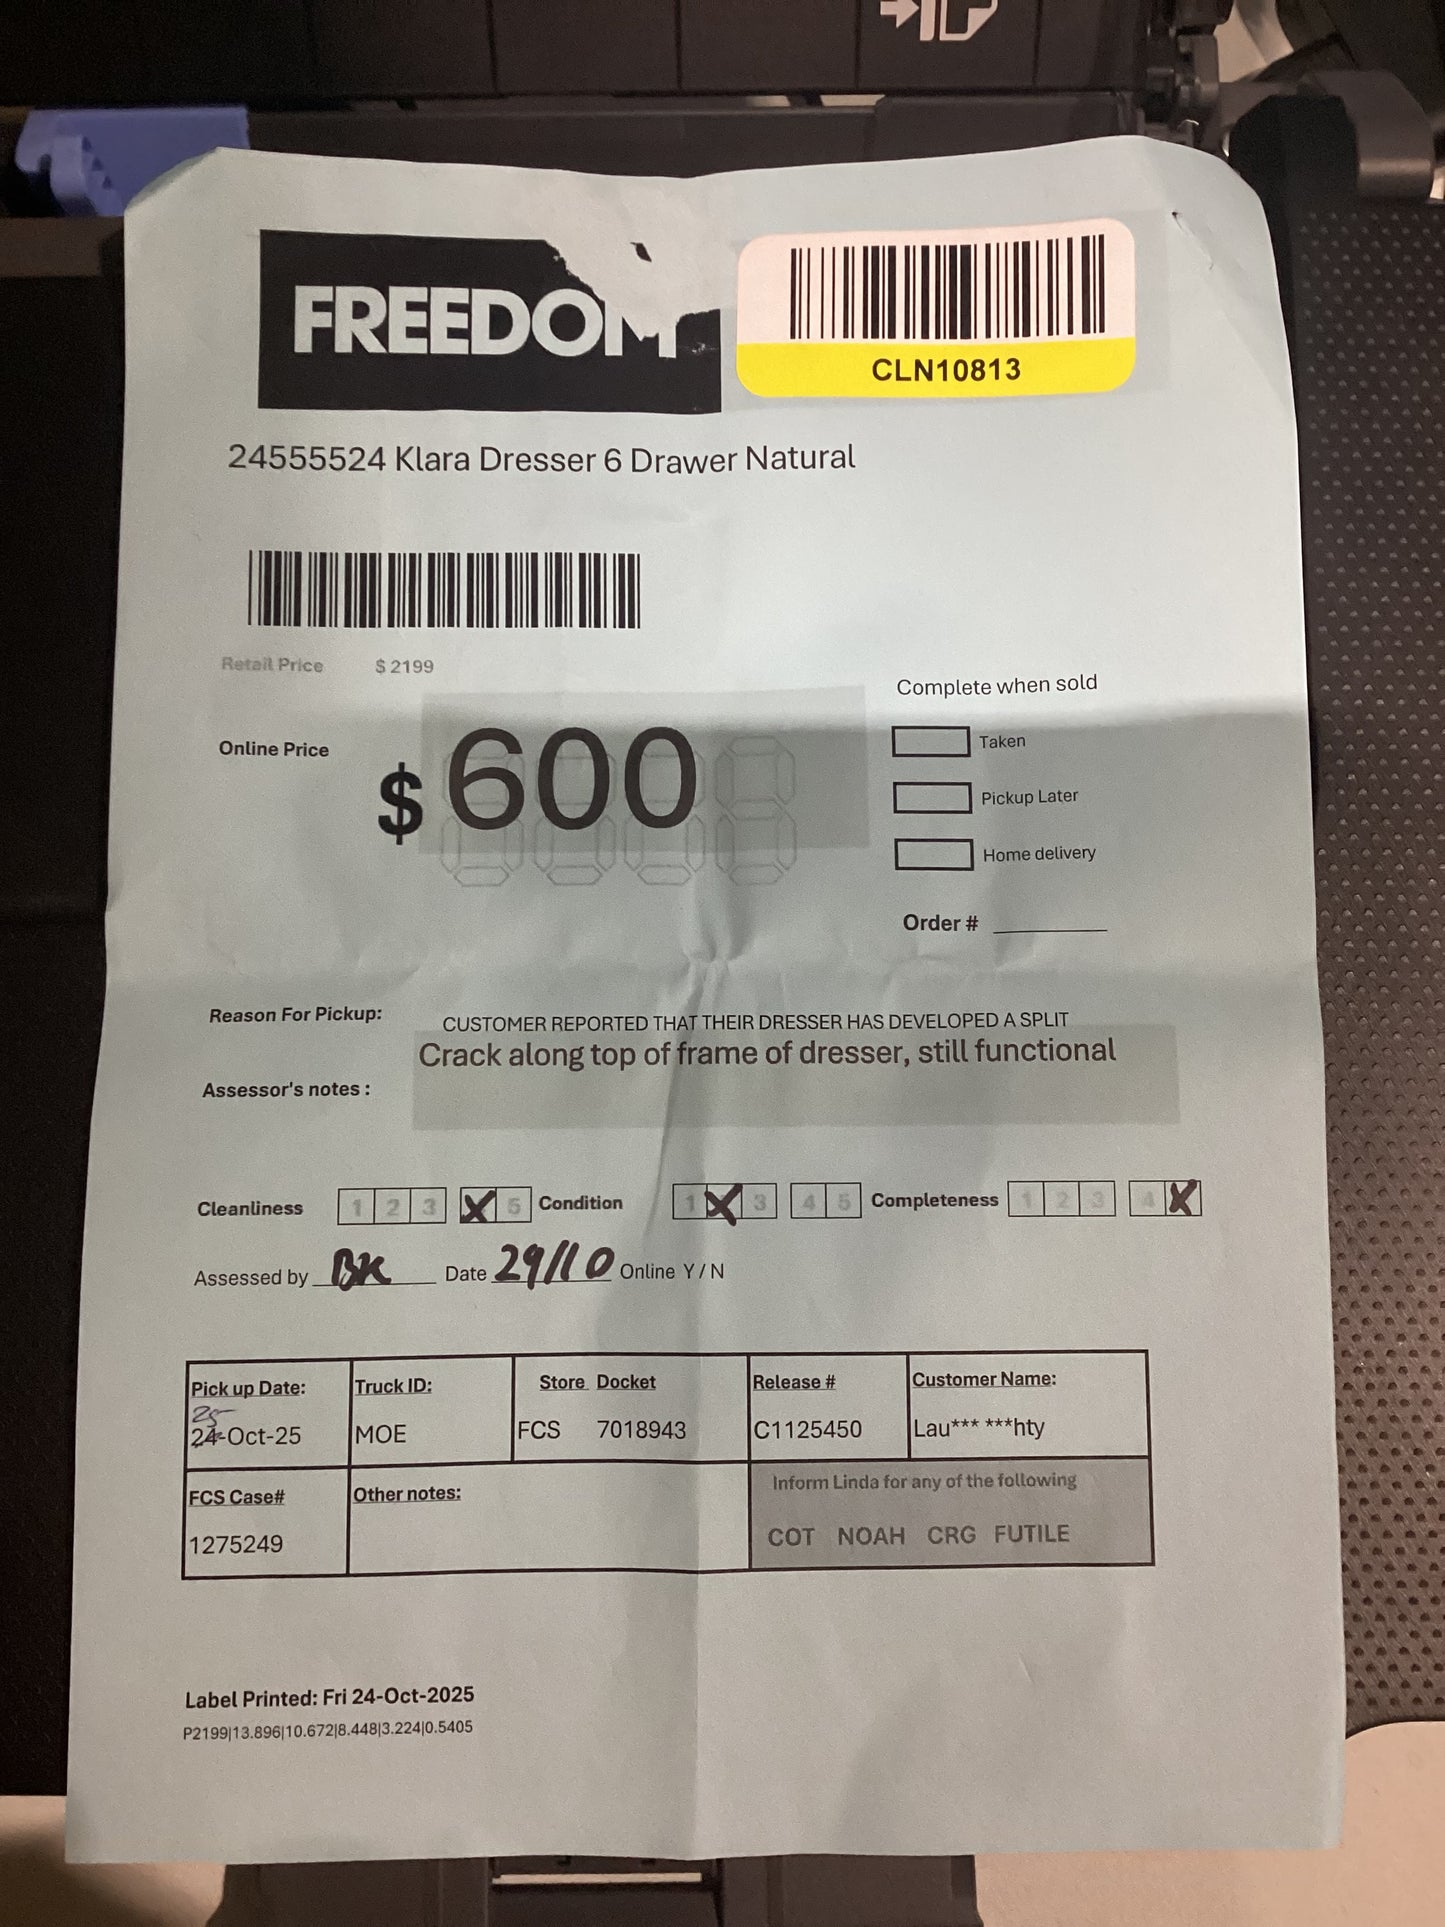 FREEDOM
CLN10813
24555524 Klara Dresser 6 Drawer Natural
Retail Price $ 2199
Complete when sold
Online Price $ 600
Taken
Pickup Later
Home delivery
Order #
Reason For Pickup: CUSTOMER REPORTED THAT THEIR DRESSER HAS DEVELOPED A SPLIT
Crack along top of frame of dresser, still functional
Assessor's notes :
Cleanliness 1 2 3 X 5 Condition 1 X 3 4 5 Completeness 1 2 3 4 X
Assessed by BK Date 29/10 Online Y / N
Pick up Date: Truck ID: Store Docket Release # Customer Name:
25
24-Oct-25 MOE FCS 7018943 C1125450 Lau*** ***hty
FCS Case# Other notes: Inform Linda for any of the following
1275249 COT NOAH CRG FUTILE
Label Printed: Fri 24-Oct-2025
P2199|13.896|10.672|8.448|3.224|0.5405